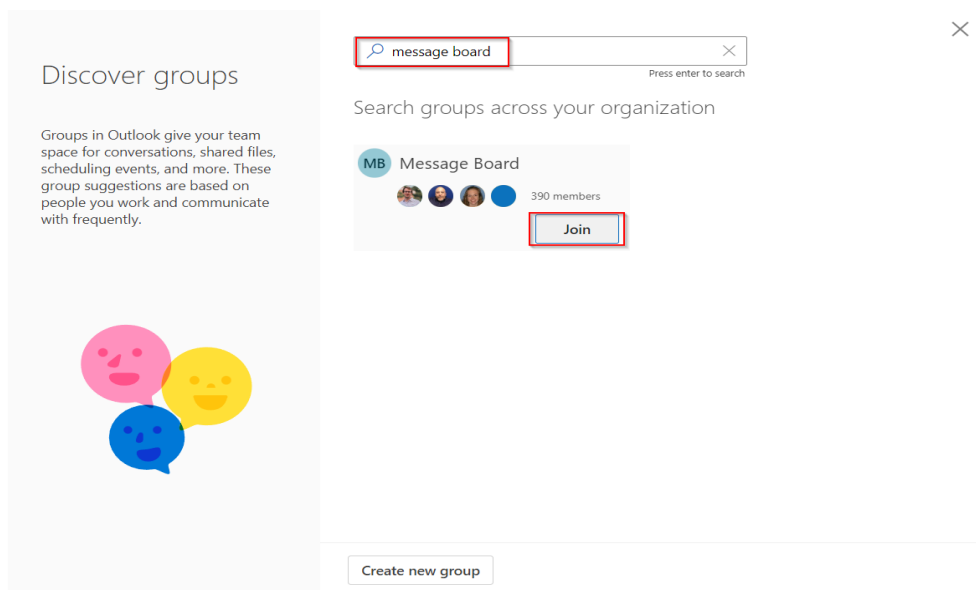 Discover groups
Groups in Outlook give your team
space for conversations, shared files,
scheduling events, and more. These
group suggestions are based on
people you work and communicate
with frequently.
message board
Press enter to search
Search groups across your organization
MB Message Board
390 members
Join
Create new group